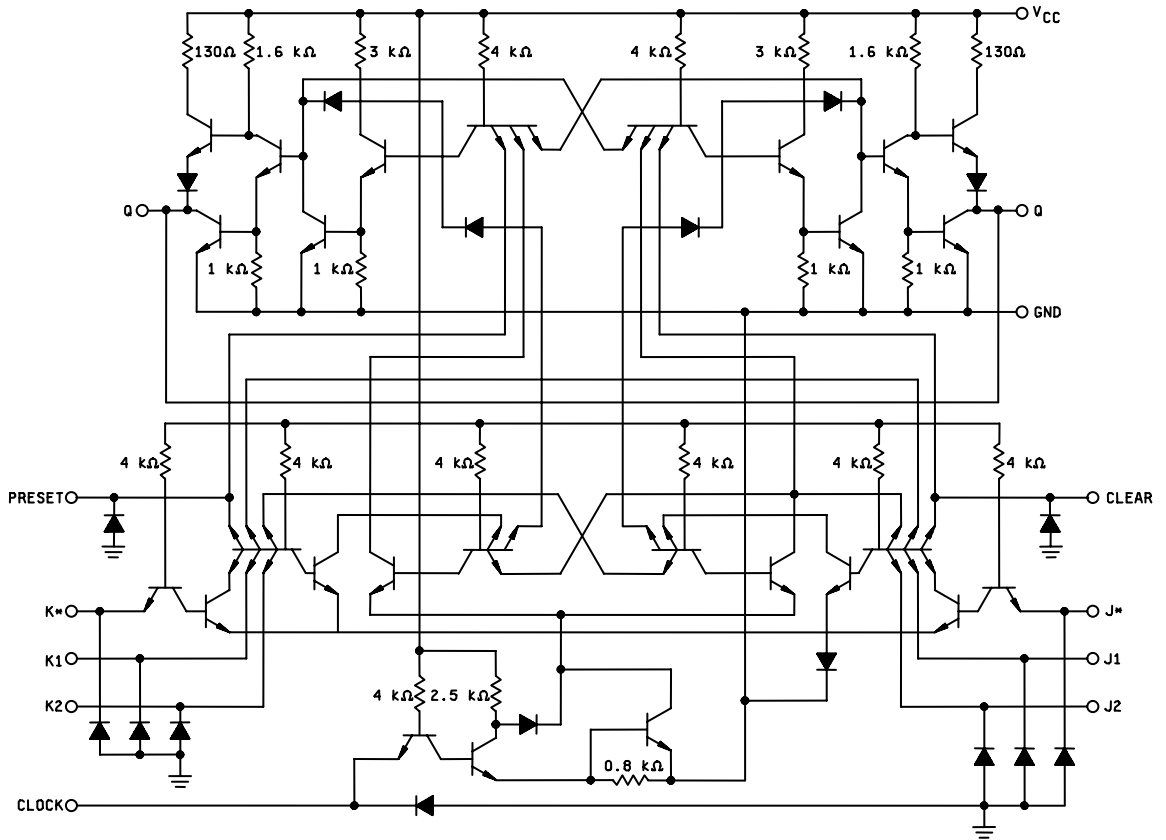 VCC
130Ω 1.6 kΩ 3 kΩ 4 kΩ 4 kΩ 3 kΩ 1.6 kΩ 130Ω
Q Q
1 kΩ 1 kΩ 1 kΩ 1 kΩ
GND
4 kΩ 4 kΩ 4 kΩ 4 kΩ 4 kΩ 4 kΩ
PRESET CLEAR
K* J*
K1 J1
K2 4 kΩ 2.5 kΩ J2
0.8 kΩ
CLOCK